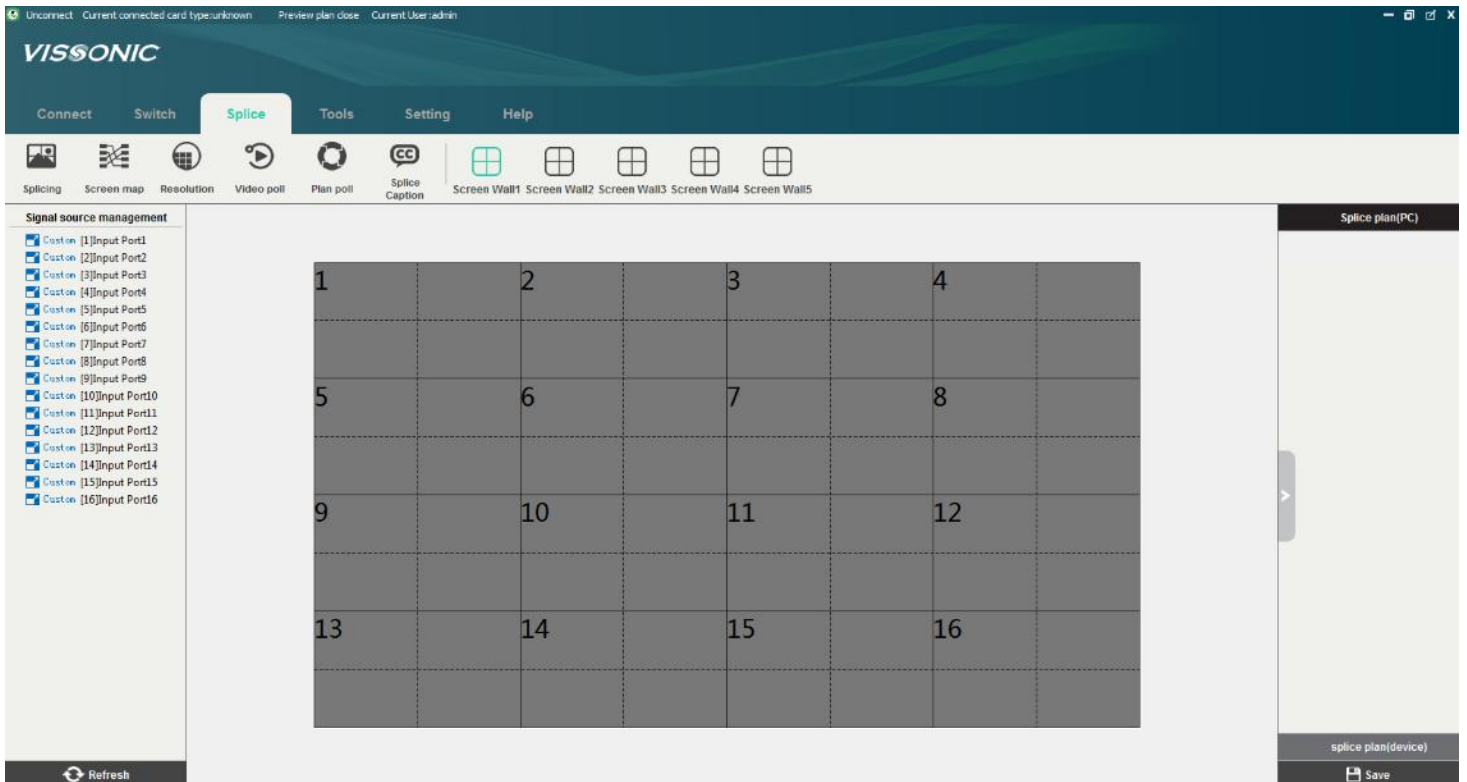 Unconnect Current connected card type:unknown Preview plan close Current User:admin
VISSONIC
Connect Switch Splice Tools Setting Help
Splicing Screen map Resolution Video poll Plan poll Splice Caption Screen Wall1 Screen Wall2 Screen Wall3 Screen Wall4 Screen Wall5
CC
Signal source management
Splice plan(PC)
Custom [1]Input Port1
Custom [2]Input Port2
Custom [3]Input Port3
Custom [4]Input Port4
Custom [5]Input Port5
Custom [6]Input Port6
Custom [7]Input Port7
Custom [8]Input Port8
Custom [9]Input Port9
Custom [10]Input Port10
Custom [11]Input Port11
Custom [12]Input Port12
Custom [13]Input Port13
Custom [14]Input Port14
Custom [15]Input Port15
Custom [16]Input Port16
1 2 3 4
5 6 7 8
9 10 11 12
13 14 15 16
splice plan(device)
Refresh
Save